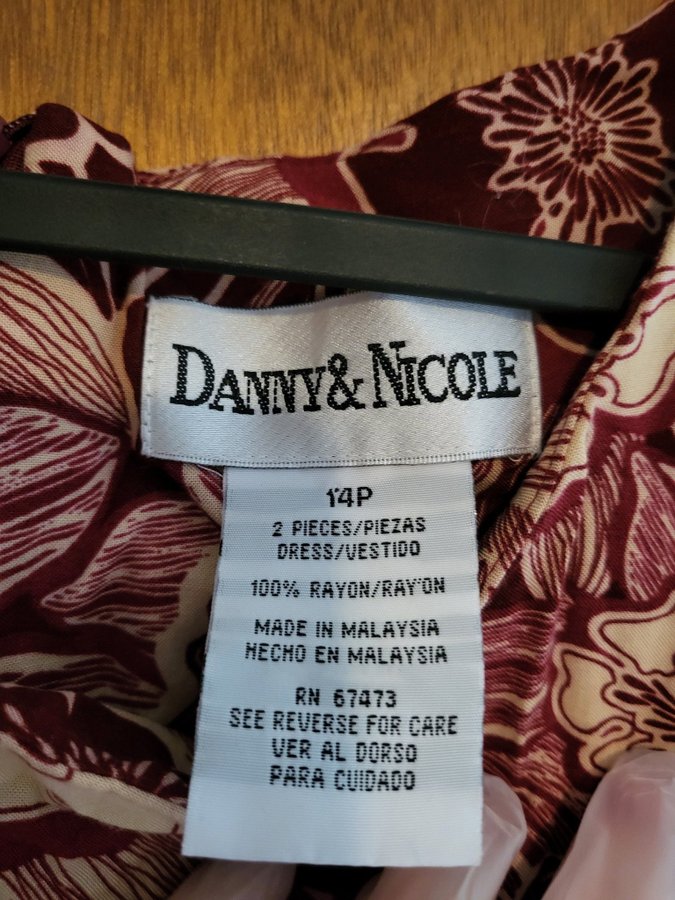 DANNY & NICOLE
14P
2 PIECES/PIEZAS
DRESS/VESTIDO
100% RAYON/RAY'ON
MADE IN MALAYSIA
HECHO EN MALAYSIA
RN 67473
SEE REVERSE FOR CARE
VER AL DORSO
PARA CUIDADO